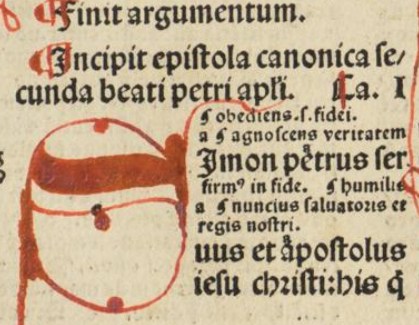 ¶Finit argumentum.
¶Incipit epistola canonica se/
cunda beati petri apl̄i. Ca. I
¶ obediens .s. fidei.
a ¶ agnoscens veritatem
Simon petrus ser
firmꝰ in fide. ¶ humilis
a ¶ nuncius saluatoris et
regis nostri.
uus et apostolus
iesu christi:his q̄